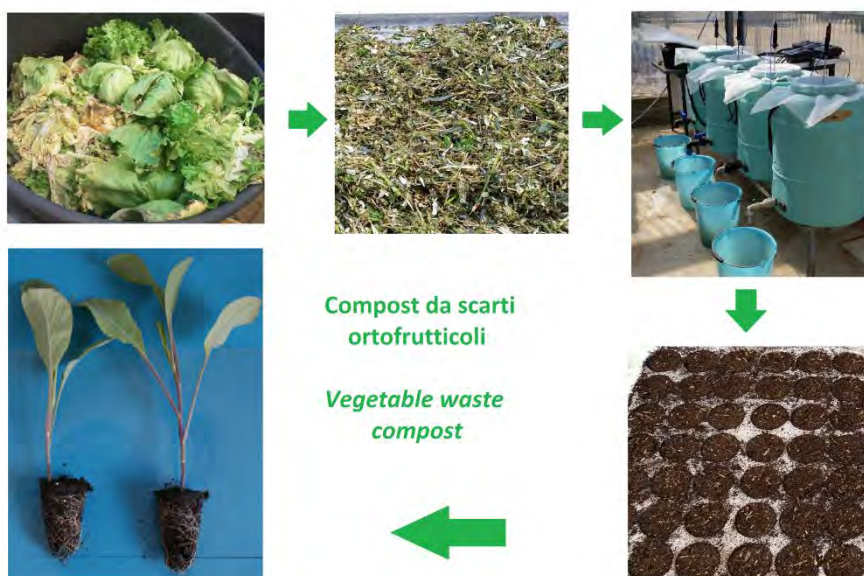 Compost da scarti
ortofrutticoli
Vegetable waste
compost